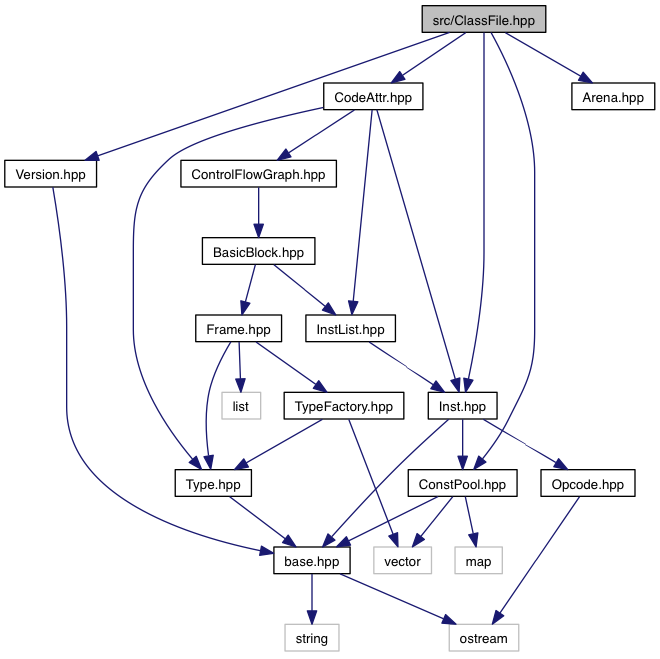 src/ClassFile.hpp
CodeAttr.hpp
Arena.hpp
Version.hpp
ControlFlowGraph.hpp
BasicBlock.hpp
Frame.hpp
InstList.hpp
list
TypeFactory.hpp
Inst.hpp
Type.hpp
ConstPool.hpp
Opcode.hpp
base.hpp
vector
map
string
ostream